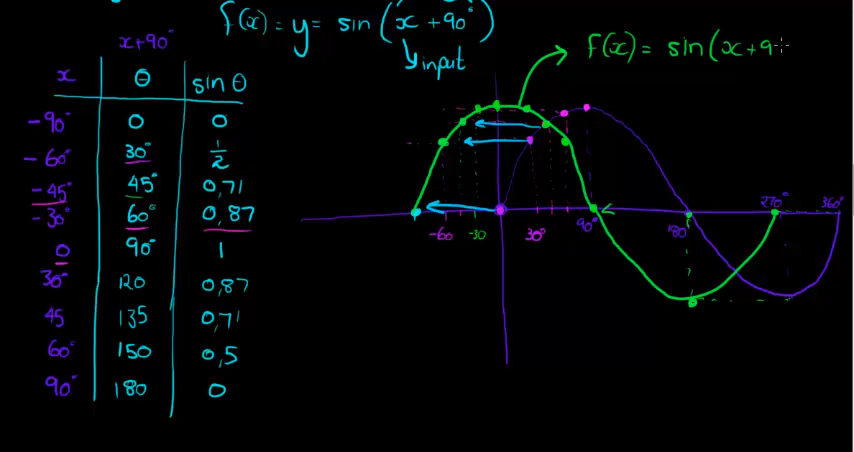 f(x) = y = sin(x + 90°)
input
f(x) = sin(x + 9
x + 90°
x θ sin θ
-90° 0 0
-60° 30° 1/2
-45° 45° 0,71
-30° 60° 0,87
0 90° 1
30° 120 0,87
45 135 0,71
60° 150 0,5
90° 180 0
-60 -30 30° 90° 180 270° 360°